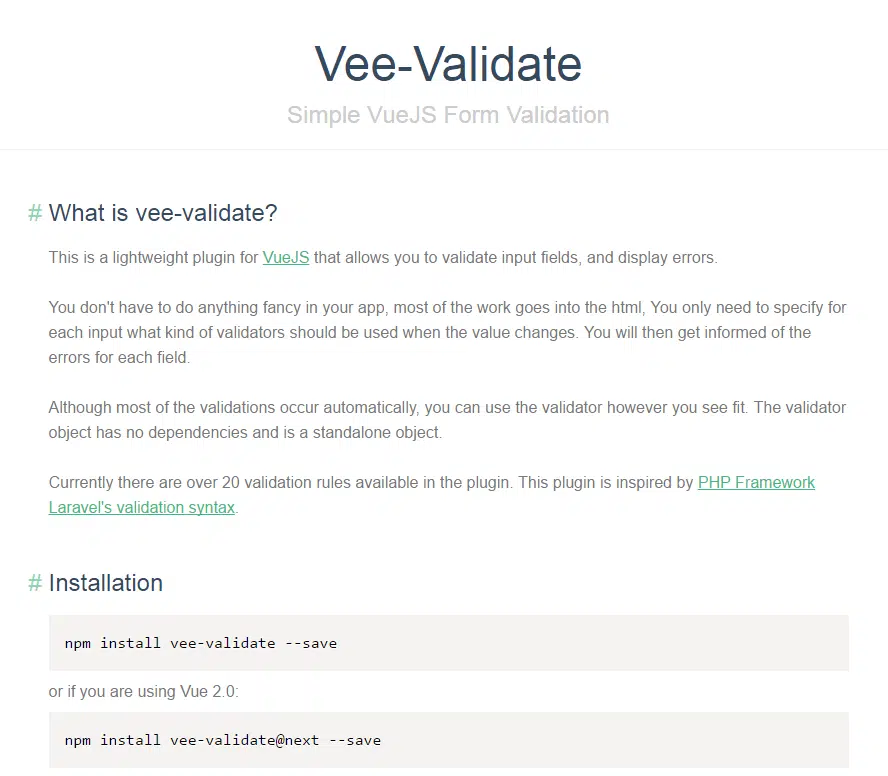 Vee-Validate
Simple VueJS Form Validation
# What is vee-validate?
This is a lightweight plugin for VueJS that allows you to validate input fields, and display errors.
You don't have to do anything fancy in your app, most of the work goes into the html, You only need to specify for
each input what kind of validators should be used when the value changes. You will then get informed of the
errors for each field.
Although most of the validations occur automatically, you can use the validator however you see fit. The validator
object has no dependencies and is a standalone object.
Currently there are over 20 validation rules available in the plugin. This plugin is inspired by PHP Framework
Laravel's validation syntax.
# Installation
npm install vee-validate --save
or if you are using Vue 2.0:
npm install vee-validate@next --save